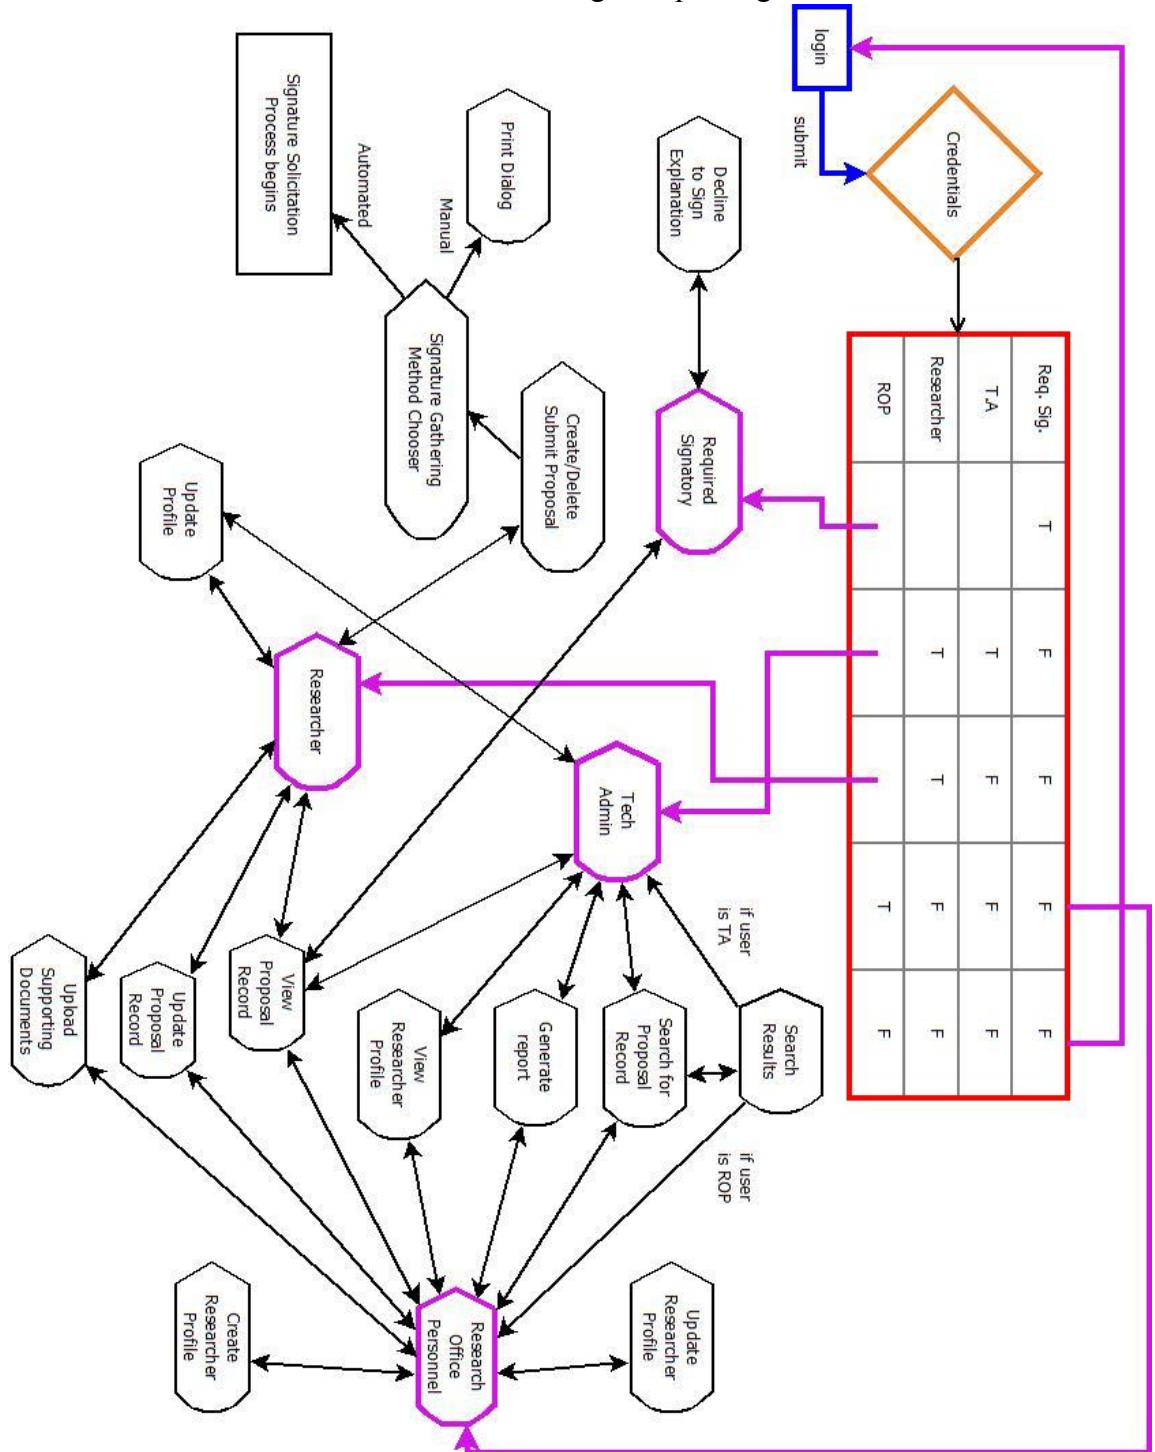 login
submit
Credentials
Req. Sig.
T
F
F
F
F
T.A
T
F
F
F
Researcher
T
T
F
F
ROP
T
F
Decline
to Sign
Explanation
Required
Signatory
Print Dialog
Manual
Automated
Signature Solicitation
Process begins
Signature Gathering
Method Chooser
Create/Delete
Submit Proposal
Update
Profile
Researcher
Tech
Admin
if user
is TA
Search
Results
if user
is ROP
Search for
Proposal
Record
Generate
report
View
Researcher
Profile
View
Proposal
Record
Update
Proposal
Record
Upload
Supporting
Documents
Update
Researcher
Profile
Research
Office
Personnel
Create
Researcher
Profile